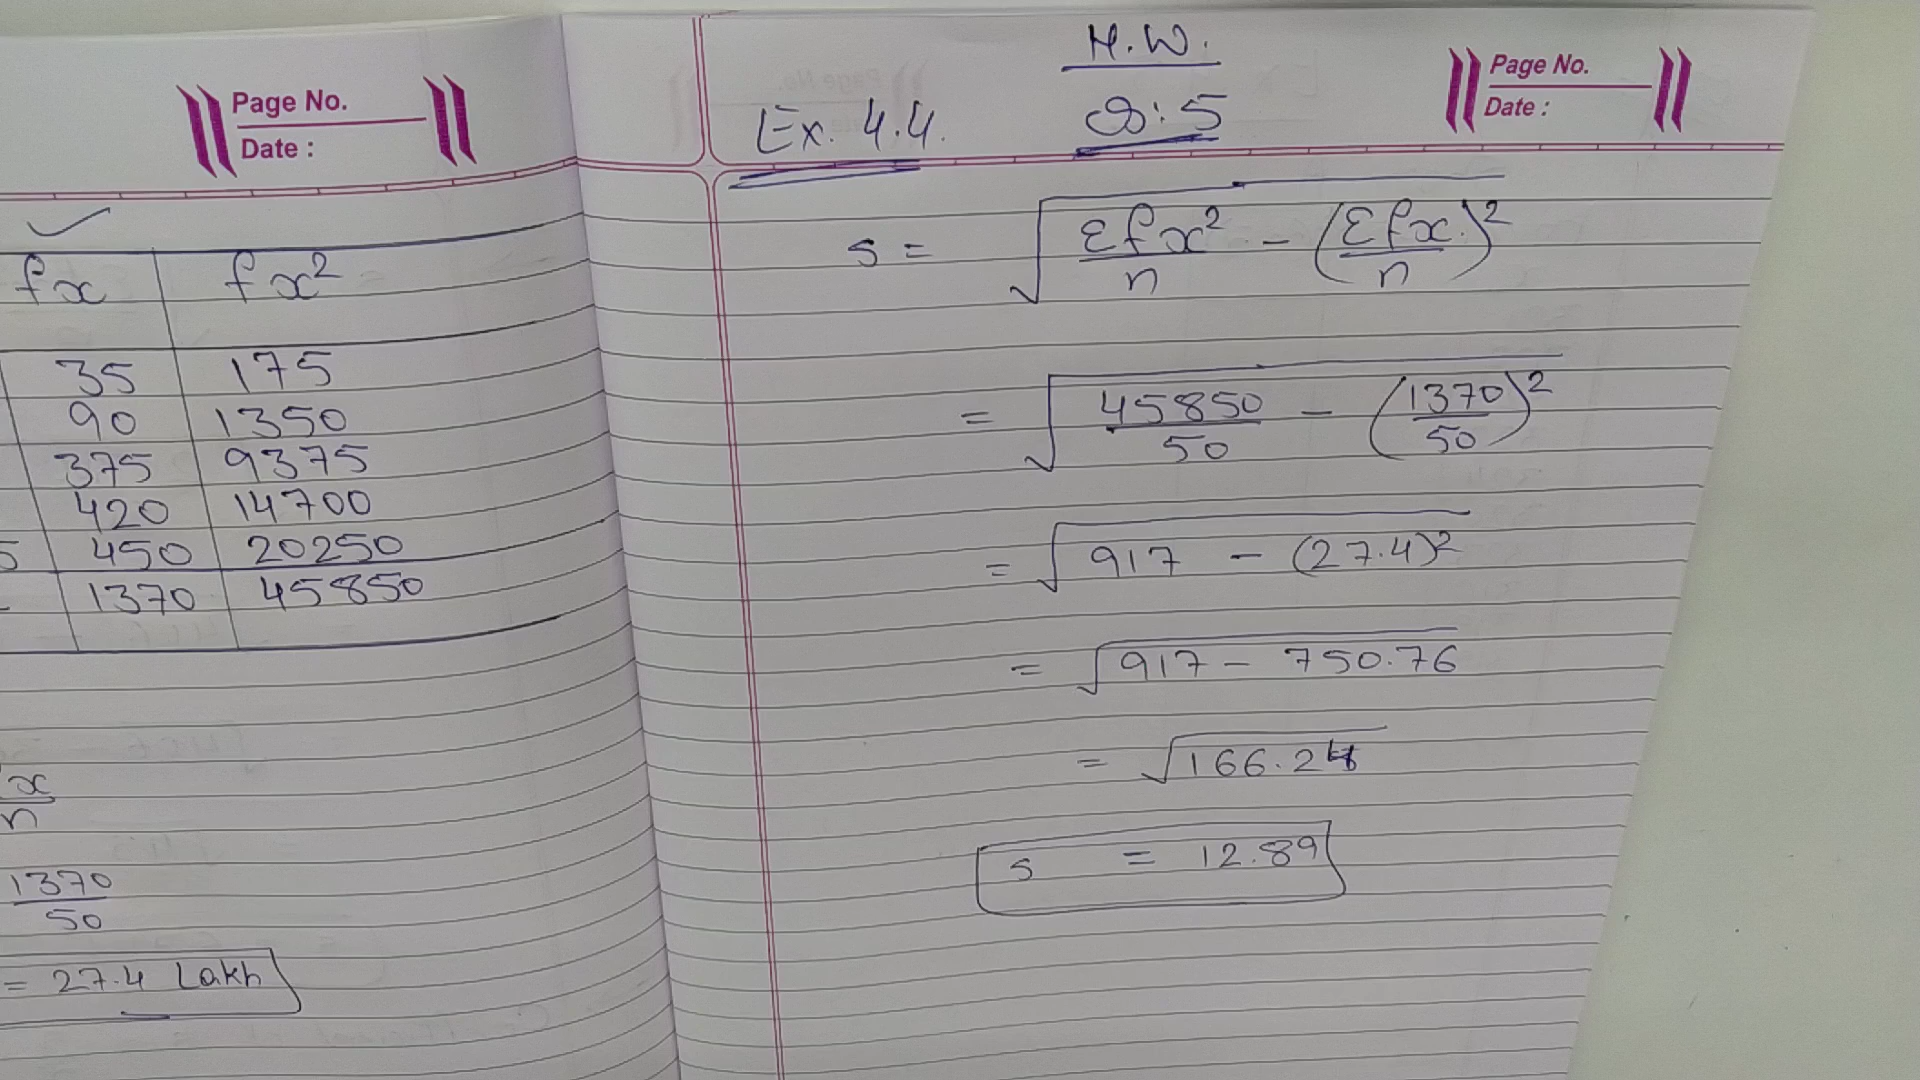 Page No.
Date :
✓
fx fx²
35 175
90 1350
375 9375
420 14700
5 450 20250
1370 45850
x
n
1370
50
= 27.4 Lakh
H.W.
Page No.
Date :
Ex. 4.4. Q:5
s = √(Σfx²/n - (Σfx/n)²)
= √(45850/50 - (1370/50)²)
= √(917 - (27.4)²)
= √(917 - 750.76)
= √166.24
s = 12.89